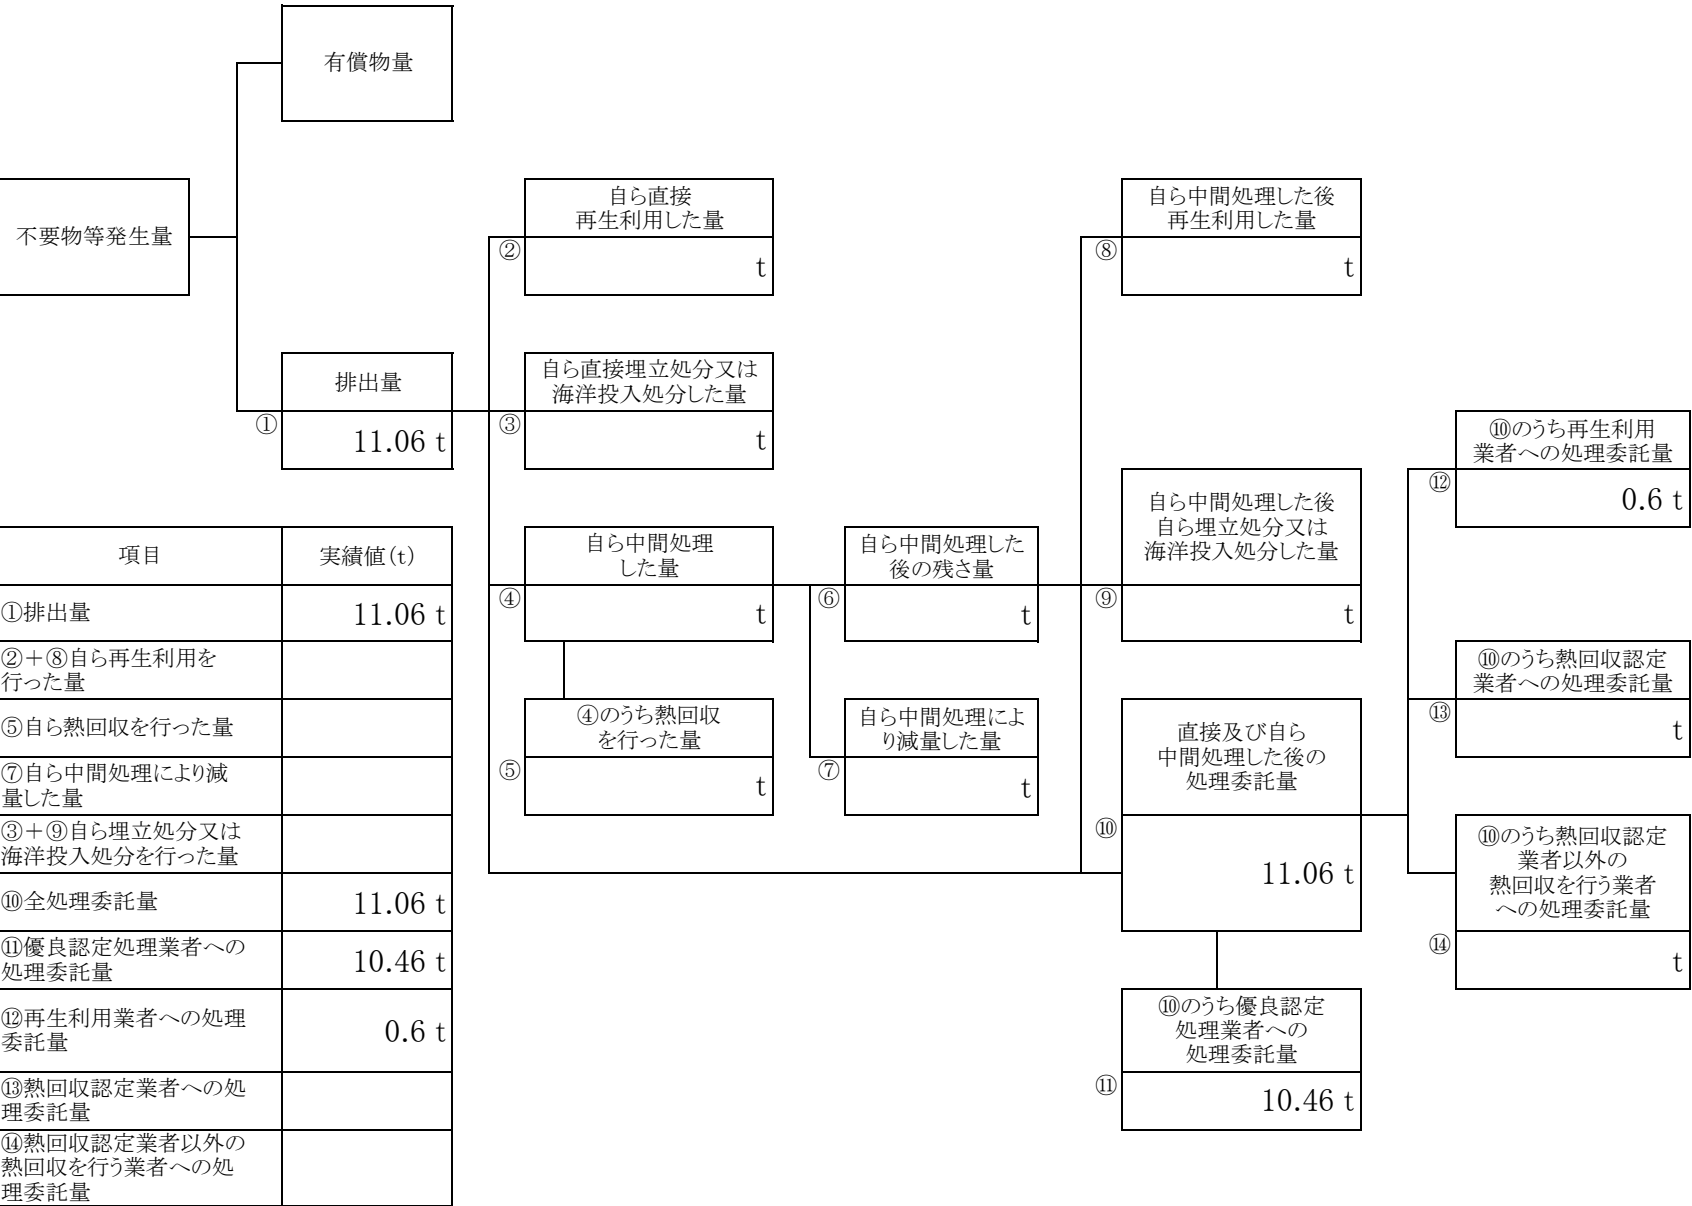 有償物量
不要物等発生量
排出量
①
11.06 t
自ら直接
再生利用した量
②
t
自ら直接埋立処分又は
海洋投入処分した量
③
t
自ら中間処理
した量
④
t
④のうち熱回収
を行った量
⑤
t
自ら中間処理した
後の残さ量
⑥
t
自ら中間処理によ
り減量した量
⑦
t
自ら中間処理した後
再生利用した量
⑧
t
自ら中間処理した後
自ら埋立処分又は
海洋投入処分した量
⑨
t
直接及び自ら
中間処理した後の
処理委託量
⑩
11.06 t
⑩のうち優良認定
処理業者への
処理委託量
⑪
10.46 t
⑩のうち再生利用
業者への処理委託量
⑫
0.6 t
⑩のうち熱回収認定
業者への処理委託量
⑬
t
⑩のうち熱回収認定
業者以外の
熱回収を行う業者
への処理委託量
⑭
t
項目 実績値(t)
①排出量 11.06 t
②＋⑧自ら再生利用を
行った量
⑤自ら熱回収を行った量
⑦自ら中間処理により減
量した量
③＋⑨自ら埋立処分又は
海洋投入処分を行った量
⑩全処理委託量 11.06 t
⑪優良認定処理業者への
処理委託量 10.46 t
⑫再生利用業者への処理
委託量 0.6 t
⑬熱回収認定業者への処
理委託量
⑭熱回収認定業者以外の
熱回収を行う業者への処
理委託量